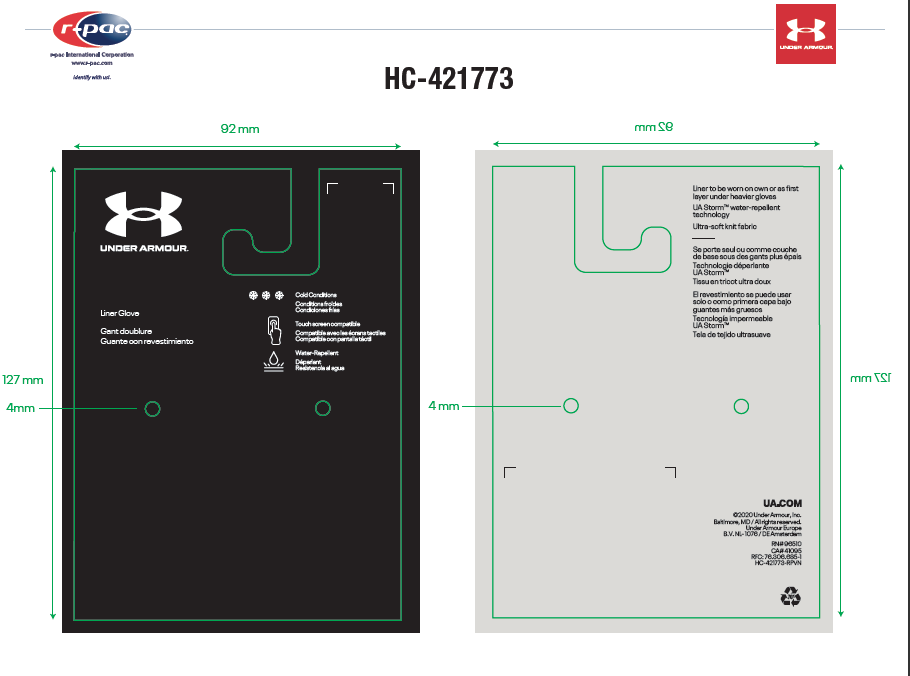 r-pac
r-pac International Corporation
www.r-pac.com
identify with us!.
UNDER ARMOUR.
HC-421773
92 mm
92 mm
UNDER ARMOUR.
Liner Glove
Gant doublure
Guante con revestimiento
Cold Conditions
Conditions froides
Condiciones frías
Touch screen compatible
Compatible avec les écrans tactiles
Compatible con pantalla táctil
Water-Repellent
Déperlant
Resistencia al agua
127 mm
4mm
Liner to be worn on own or as first
layer under heavier gloves
UA Storm™ water-repellent
technology
Ultra-soft knit fabric
Se porte seul ou comme couche
de base sous des gants plus épais
Technologie déperlante
UA Storm™
Tissu en tricot ultra doux
El revestimiento se puede usar
solo o como primera capa bajo
guantes más gruesos
Tecnología impermeable
UA Storm™
Tela de tejido ultrasuave
127 mm
4 mm
UA.COM
©2020 Under Armour, Inc.
Baltimore, MD / All rights reserved.
Under Armour Europe
B.V. NL- 1076 / DE Amsterdam
RN# 96510
CA# 41095
RFC: 76.306.685-1
HC-421773-RPVN